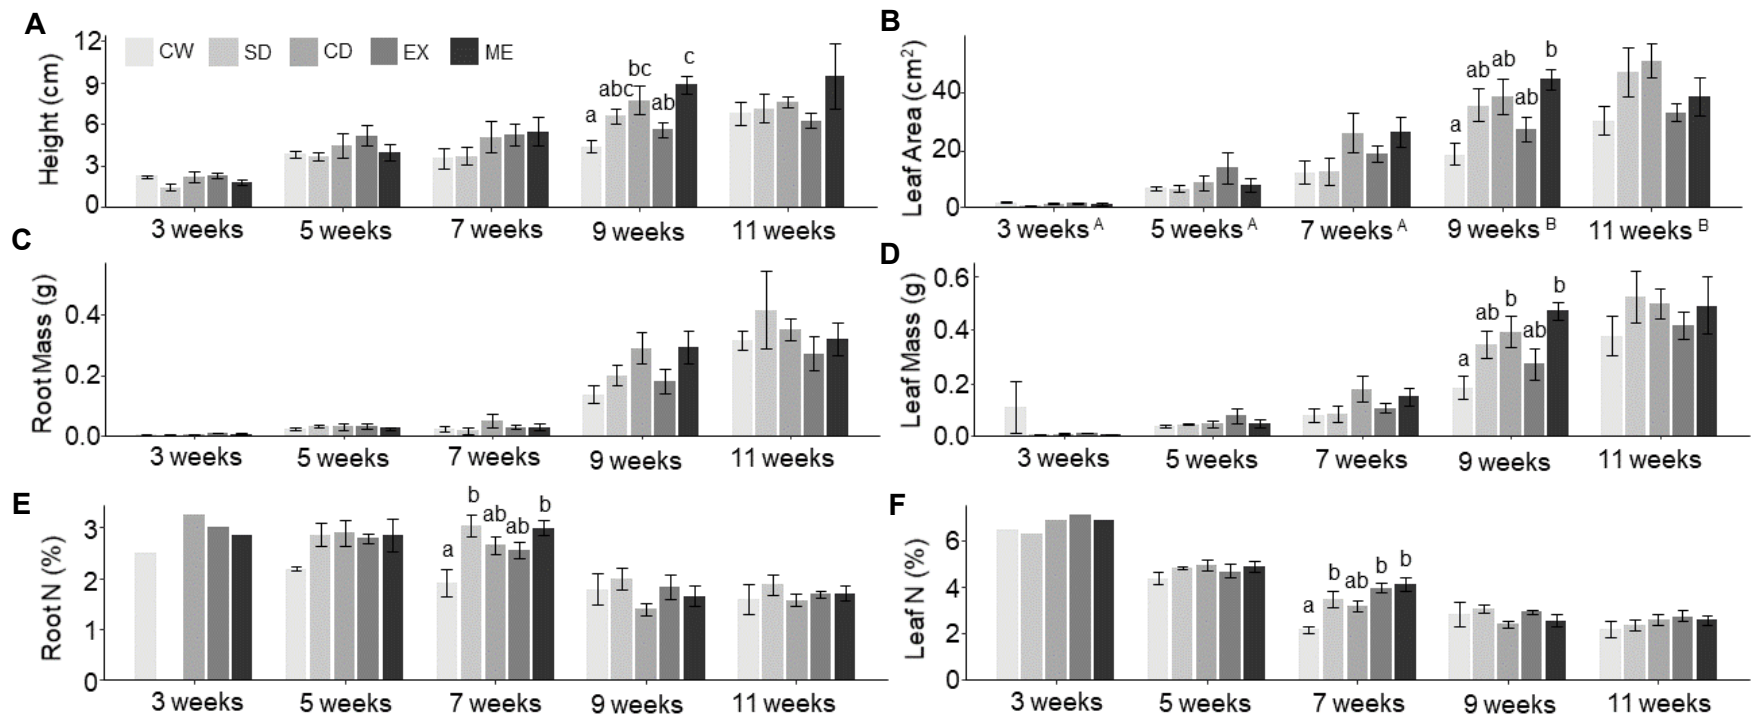 A
12
9
6
3
0
Height (cm)
CW SD CD EX ME
a abc bc ab c
3 weeks 5 weeks 7 weeks 9 weeks 11 weeks
B
40
20
0
Leaf Area (cm²)
a ab ab ab b
3 weeks A 5 weeks A 7 weeks A 9 weeks B 11 weeks B
C
0.4
0.2
0.0
Root Mass (g)
3 weeks 5 weeks 7 weeks 9 weeks 11 weeks
D
0.6
0.4
0.2
0.0
Leaf Mass (g)
a ab b ab b
3 weeks 5 weeks 7 weeks 9 weeks 11 weeks
E
3
2
1
0
Root N (%)
a b ab ab b
3 weeks 5 weeks 7 weeks 9 weeks 11 weeks
F
6
4
2
0
Leaf N (%)
a b ab b b
3 weeks 5 weeks 7 weeks 9 weeks 11 weeks